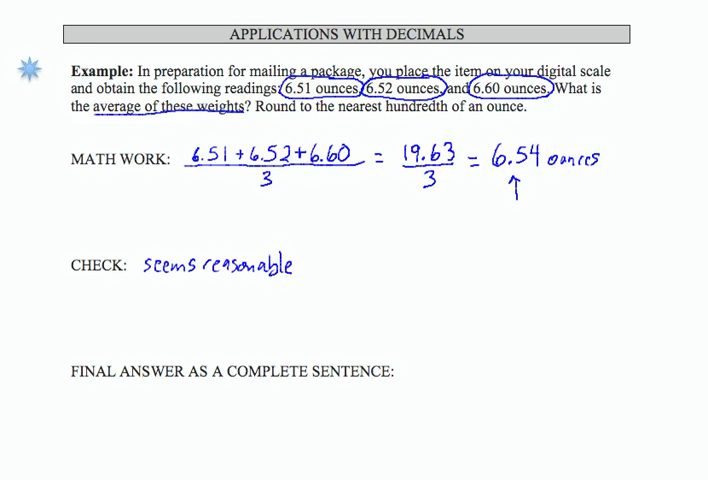 APPLICATIONS WITH DECIMALS
Example: In preparation for mailing a package, you place the item on your digital scale
and obtain the following readings: 6.51 ounces, 6.52 ounces, and 6.60 ounces. What is
the average of these weights? Round to the nearest hundredth of an ounce.
MATH WORK: 6.51 + 6.52 + 6.60 / 3 = 19.63 / 3 = 6.54 ounces
CHECK: seems reasonable
FINAL ANSWER AS A COMPLETE SENTENCE: